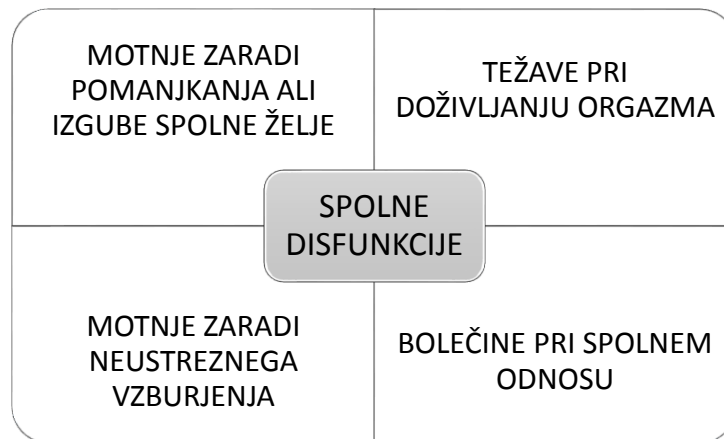 MOTNJE ZARADI
POMANJKANJA ALI
IZGUBE SPOLNE ŽELJE
TEŽAVE PRI
DOŽIVLJANJU ORGAZMA
SPOLNE
DISFUNKCIJE
MOTNJE ZARADI
NEUSTREZNEGA
VZBURJENJA
BOLEČINE PRI SPOLNEM
ODNOSU